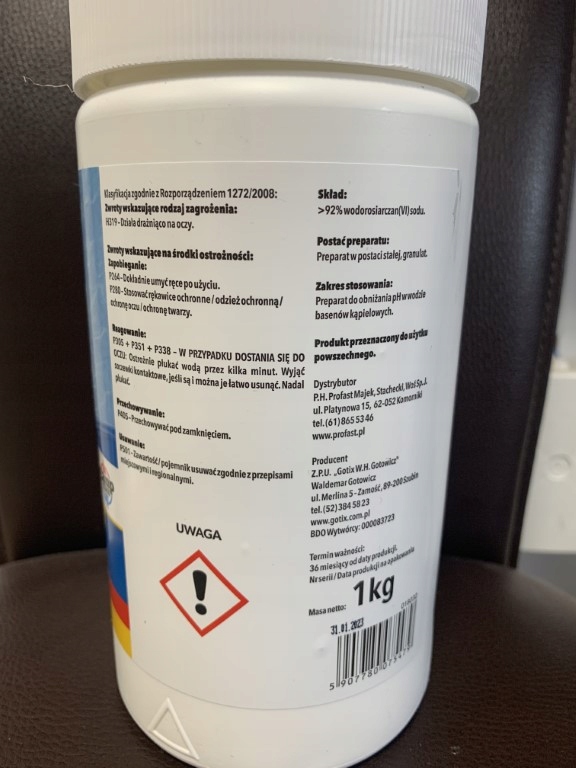 Klasyfikacja zgodnie z Rozporządzeniem 1272/2008:
Zwroty wskazujące rodzaj zagrożenia:
H319 - Działa drażniąco na oczy.
Zwroty wskazujące na środki ostrożności:
Zapobieganie:
P264 - Dokładnie umyć ręce po użyciu.
P280 - Stosować rękawice ochronne / odzież ochronną /
ochronę oczu / ochronę twarzy.
Reagowanie:
P305 + P351 + P338 – W PRZYPADKU DOSTANIA SIĘ DO
OCZU: Ostrożnie płukać wodą przez kilka minut. Wyjąć
soczewki kontaktowe, jeśli są i można je łatwo usunąć. Nadal
płukać.
Przechowywanie:
P405 - Przechowywać pod zamknięciem.
Usuwanie:
P501 - Zawartość / pojemnik usuwać zgodnie z przepisami
miejscowymi i regionalnymi.
UWAGA
Skład:
>92% wodorosiarczan(VI) sodu.
Postać preparatu:
Preparat w postaci stałej, granulat.
Zakres stosowania:
Preparat do obniżania pH w wodzie
basenów kąpielowych.
Produkt przeznaczony do użytku
powszechnego.
Dystrybutor
P.H. Profast Majek, Stachecki, Woś Sp.J.
ul. Platynowa 15, 62-052 Komorniki
tel. (61) 865 53 46
www.profast.pl
Producent
Z.P.U. „Gotix W.H. Gotowicz"
Waldemar Gotowicz
ul. Merlina 5 - Zamość, 89-200 Szubin
tel. (52) 384 58 23
www.gotix.com.pl
BDO Wytwórcy: 000083723
Termin ważności:
36 miesiący od daty produkcji.
Nr serii / Data produkcji na opakowaniu
Masa netto: 1kg
31.01.2023